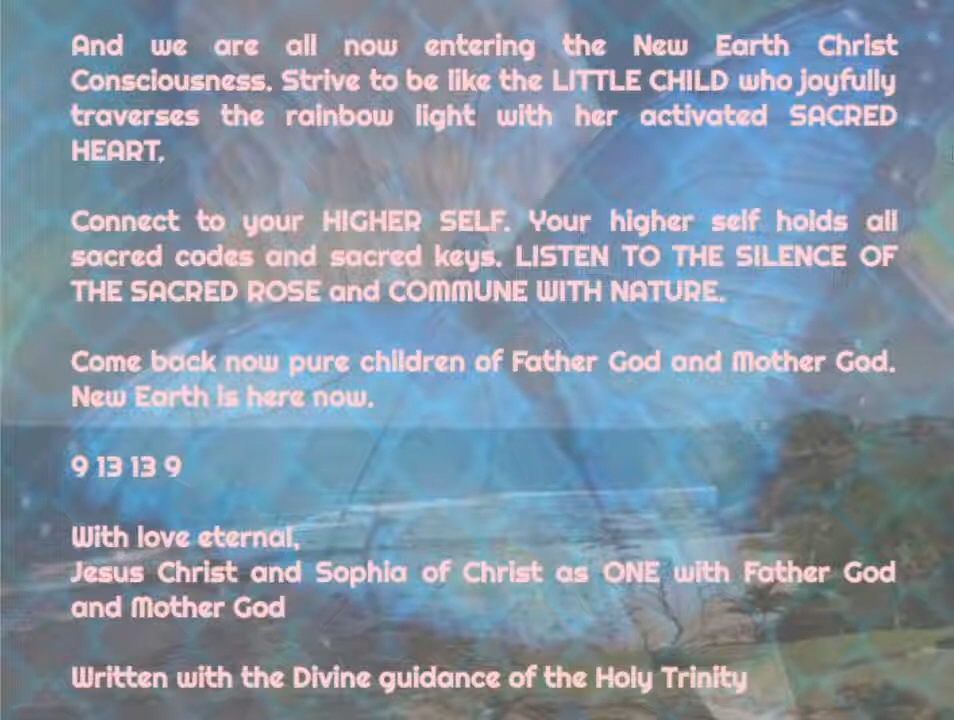 And we are all now entering the New Earth Christ
Consciousness. Strive to be like the LITTLE CHILD who joyfully
traverses the rainbow light with her activated SACRED
HEART.
Connect to your HIGHER SELF. Your higher self holds all
sacred codes and sacred keys. LISTEN TO THE SILENCE OF
THE SACRED ROSE and COMMUNE WITH NATURE.
Come back now pure children of Father God and Mother God.
New Earth is here now.
9 13 13 9
With love eternal,
Jesus Christ and Sophia of Christ as ONE with Father God
and Mother God
Written with the Divine guidance of the Holy Trinity